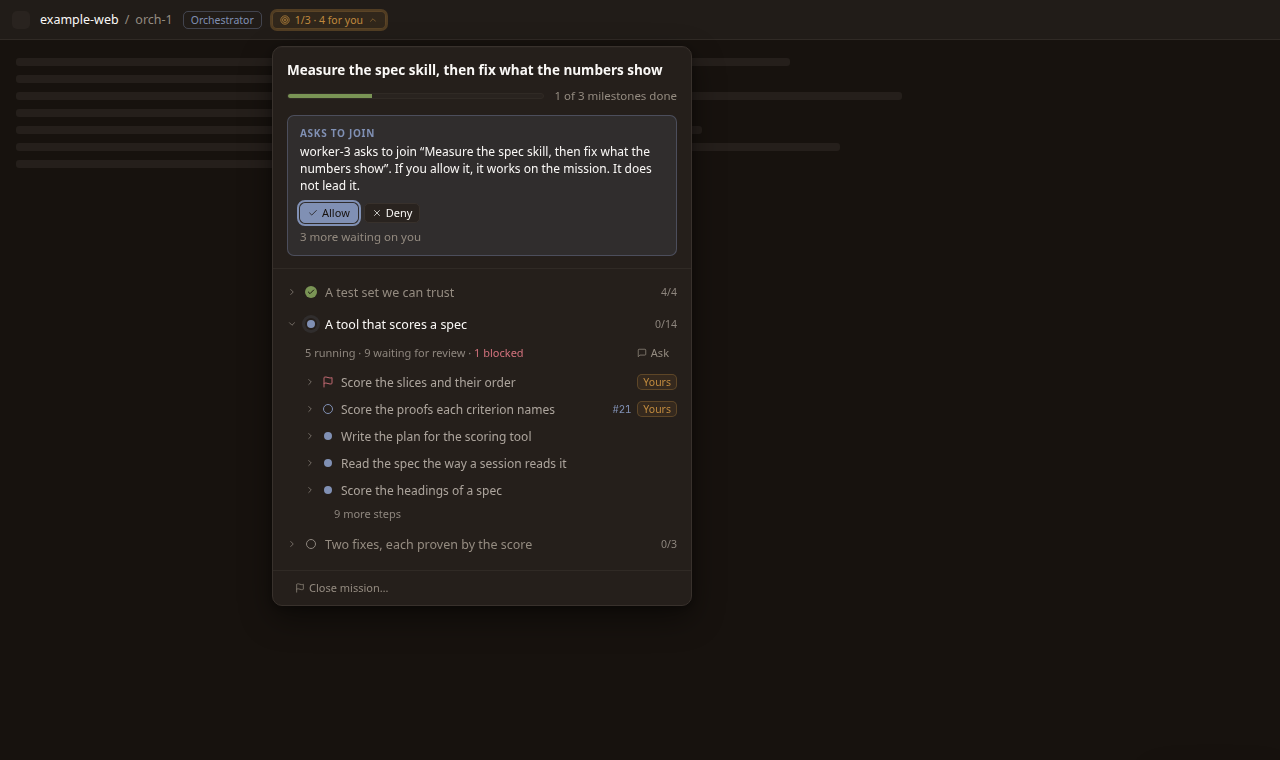 example-web / orch-1 Orchestrator 1/3 · 4 for you
Measure the spec skill, then fix what the numbers show
1 of 3 milestones done
ASKS TO JOIN
worker-3 asks to join “Measure the spec skill, then fix what the
numbers show”. If you allow it, it works on the mission. It does
not lead it.
Allow Deny
3 more waiting on you
A test set we can trust 4/4
A tool that scores a spec 0/14
5 running · 9 waiting for review · 1 blocked Ask
Score the slices and their order Yours
Score the proofs each criterion names #21 Yours
Write the plan for the scoring tool
Read the spec the way a session reads it
Score the headings of a spec
9 more steps
Two fixes, each proven by the score 0/3
Close mission...